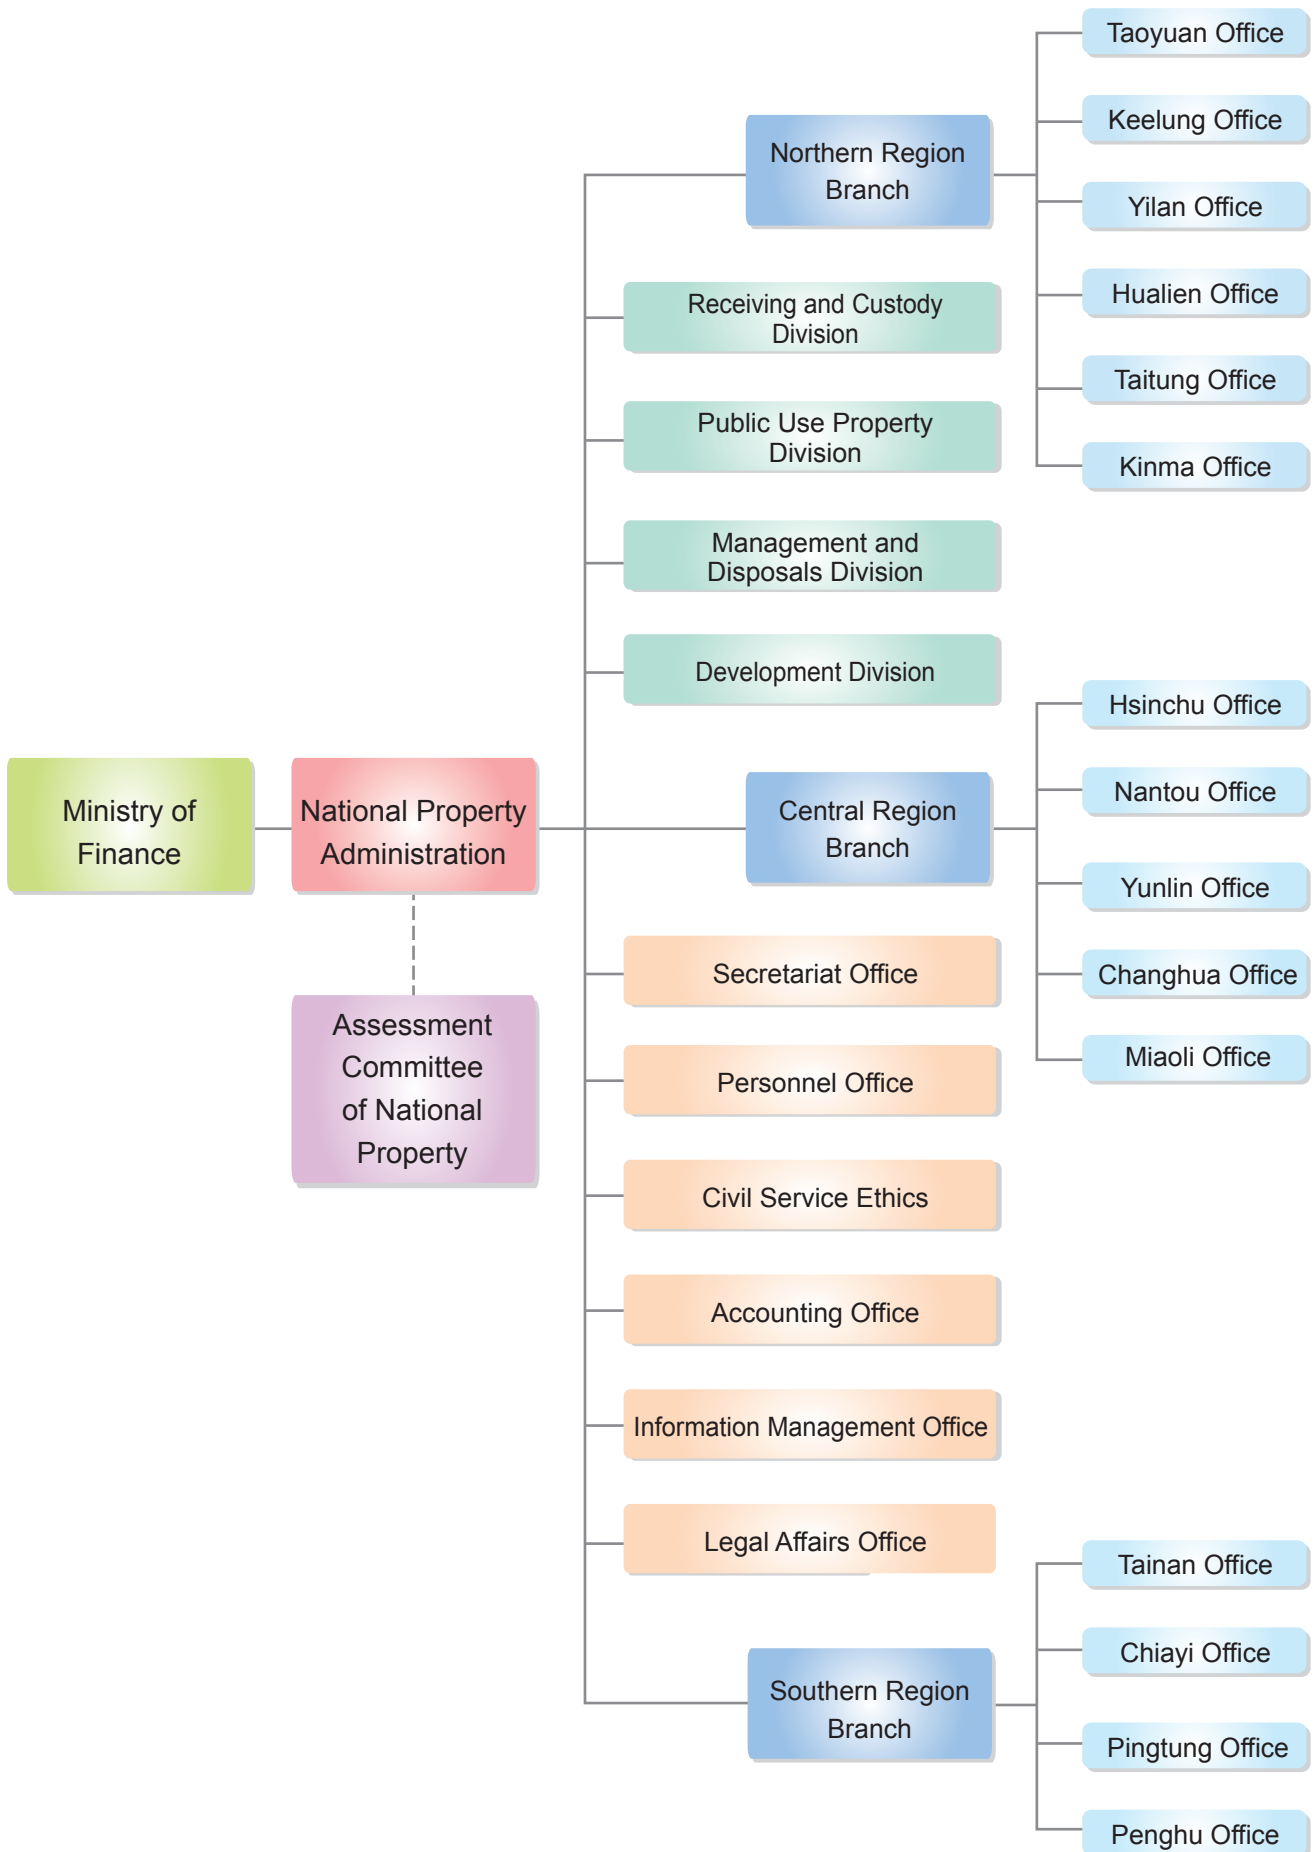 Ministry of
Finance
National Property
Administration
Assessment
Committee
of National
Property
Northern Region
Branch
Taoyuan Office
Keelung Office
Yilan Office
Hualien Office
Taitung Office
Kinma Office
Receiving and Custody
Division
Public Use Property
Division
Management and
Disposals Division
Development Division
Central Region
Branch
Hsinchu Office
Nantou Office
Yunlin Office
Changhua Office
Miaoli Office
Secretariat Office
Personnel Office
Civil Service Ethics
Accounting Office
Information Management Office
Legal Affairs Office
Southern Region
Branch
Tainan Office
Chiayi Office
Pingtung Office
Penghu Office